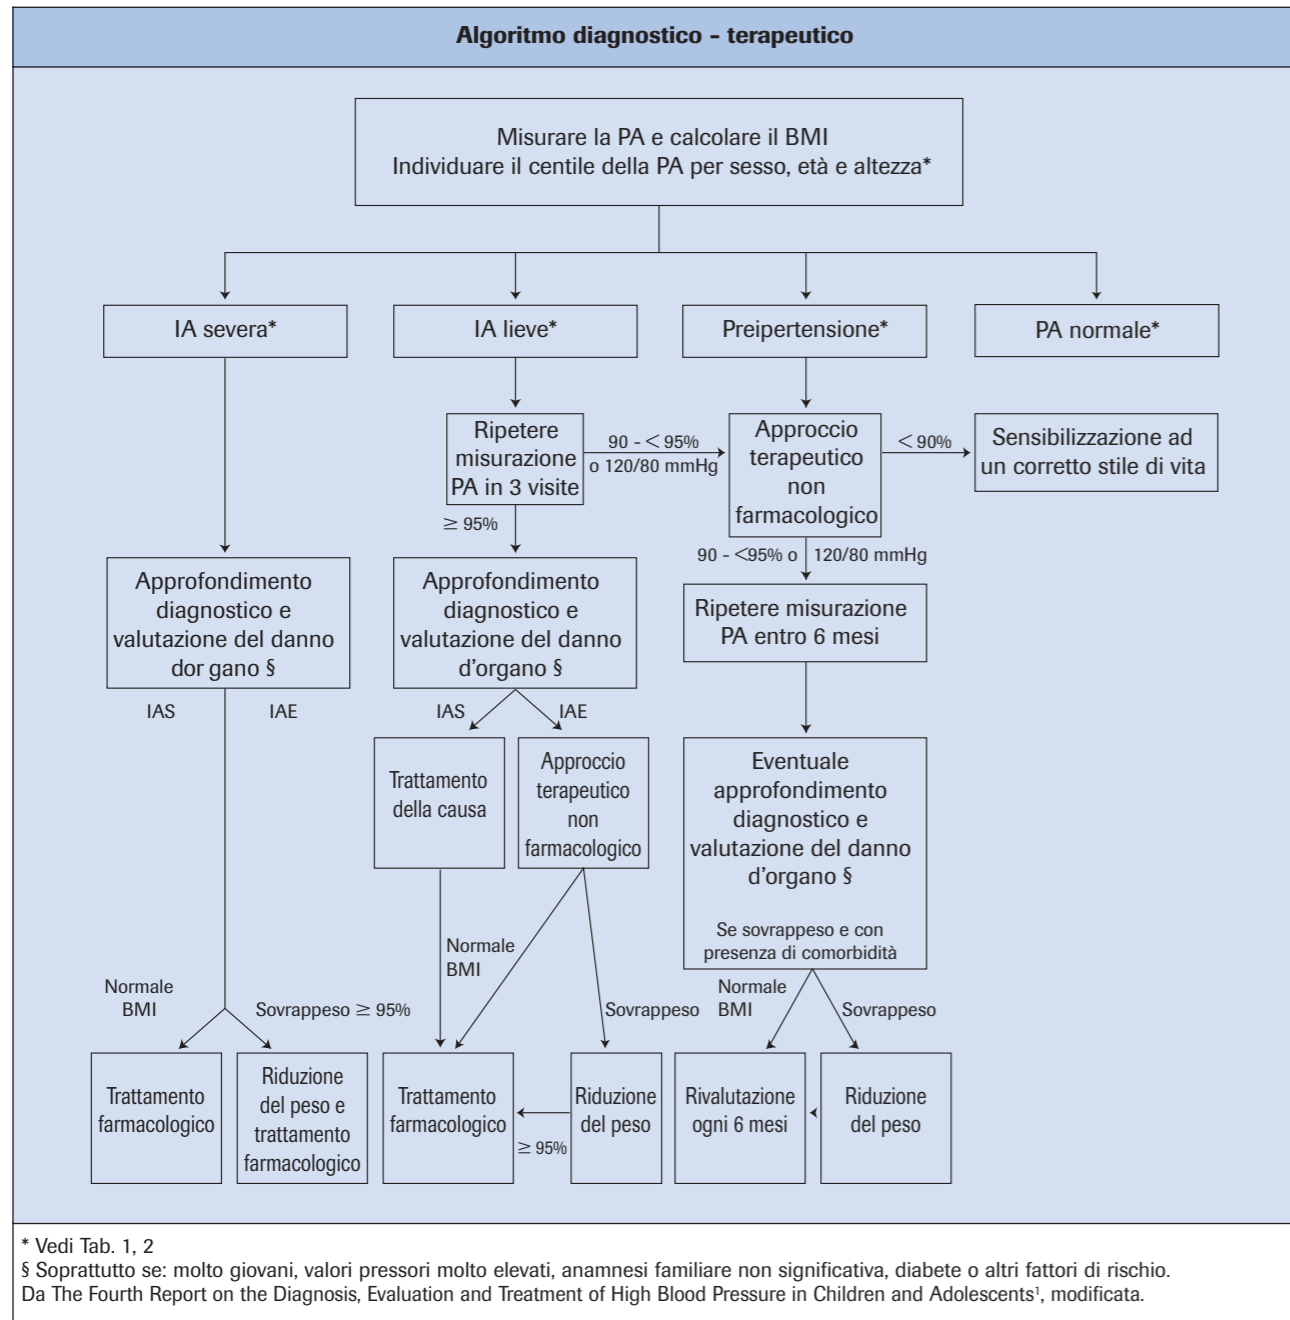 Algoritmo diagnostico - terapeutico
Misurare la PA e calcolare il BMI
Individuare il centile della PA per sesso, età e altezza*
IA severa*
IA lieve*
Preipertensione*
PA normale*
Ripetere
misurazione
PA in 3 visite
90 - < 95%
o 120/80 mmHg
Approccio
terapeutico
non
farmacologico
< 90%
Sensibilizzazione ad
un corretto stile di vita
≥ 95%
90 - <95% o 120/80 mmHg
Approfondimento
diagnostico e
valutazione del danno
dor gano §
Approfondimento
diagnostico e
valutazione del danno
d'organo §
Ripetere misurazione
PA entro 6 mesi
IAS
IAE
IAS
IAE
Trattamento
della causa
Approccio
terapeutico
non
farmacologico
Eventuale
approfondimento
diagnostico e
valutazione del danno
d'organo §
Se sovrappeso e con
presenza di comorbidità
Normale
BMI
Sovrappeso ≥ 95%
Normale
BMI
Sovrappeso
Normale
BMI
Sovrappeso
Trattamento
farmacologico
Riduzione
del peso e
trattamento
farmacologico
Trattamento
farmacologico
≥ 95%
Riduzione
del peso
Rivalutazione
ogni 6 mesi
Riduzione
del peso
* Vedi Tab. 1, 2
§ Soprattutto se: molto giovani, valori pressori molto elevati, anamnesi familiare non significativa, diabete o altri fattori di rischio.
Da The Fourth Report on the Diagnosis, Evaluation and Treatment of High Blood Pressure in Children and Adolescents¹, modificata.